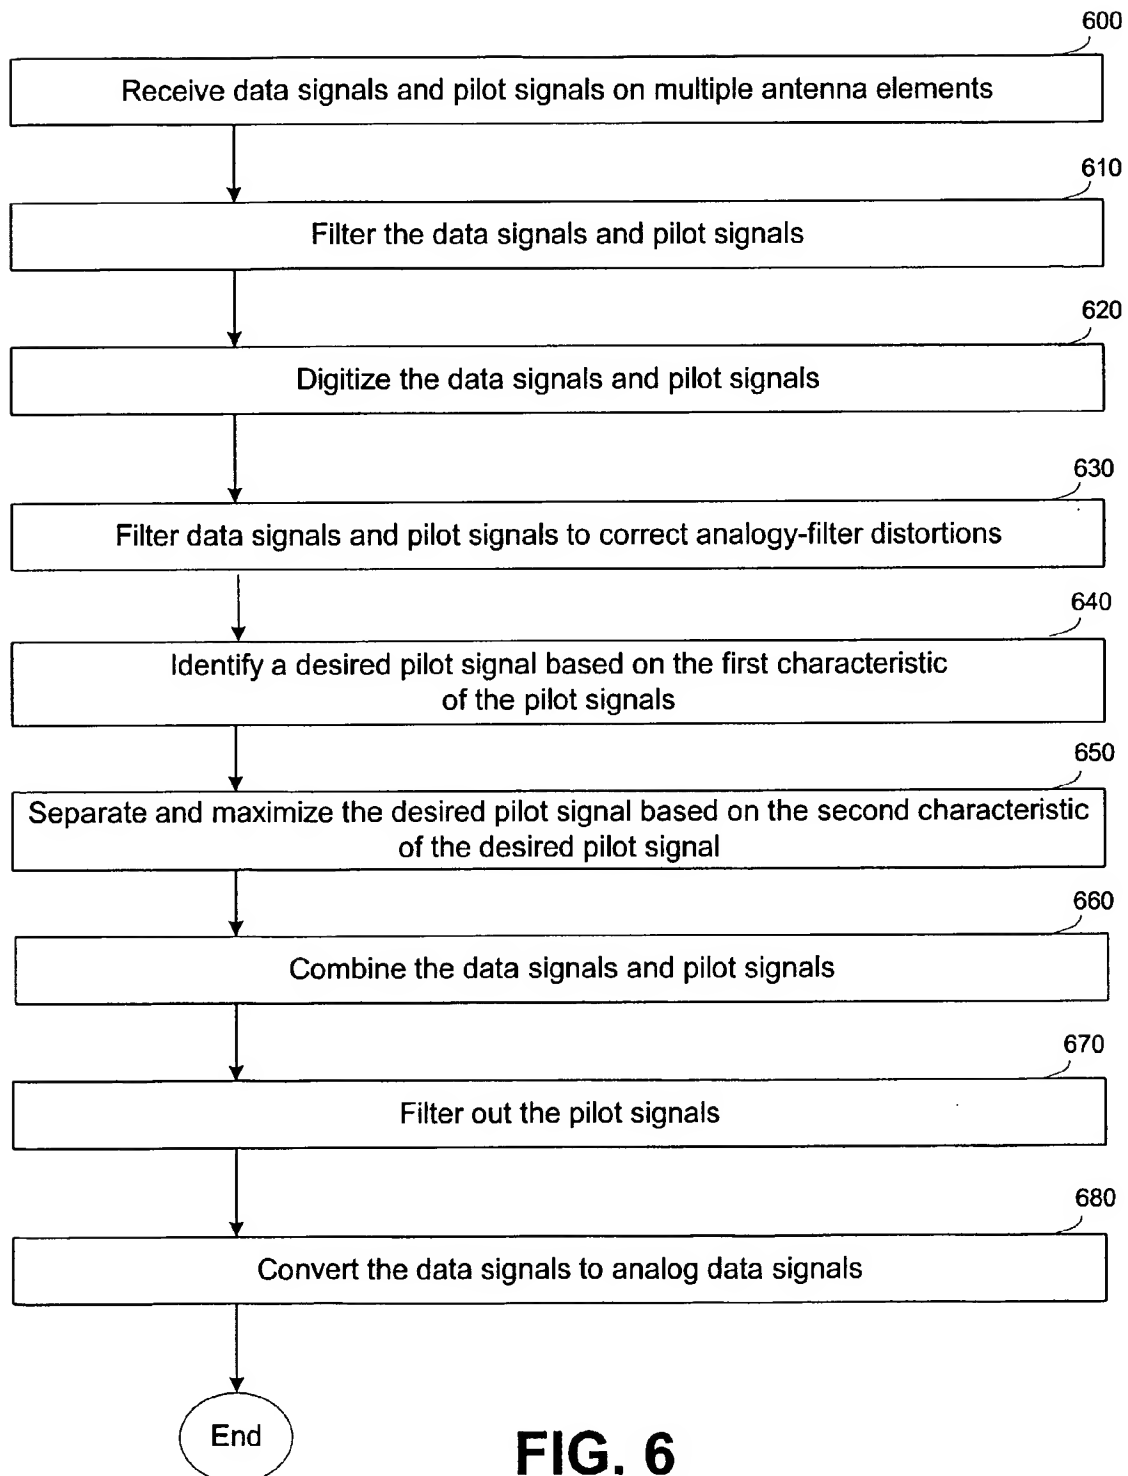 600
Receive data signals and pilot signals on multiple antenna elements
610
Filter the data signals and pilot signals
620
Digitize the data signals and pilot signals
630
Filter data signals and pilot signals to correct analogy-filter distortions
640
Identify a desired pilot signal based on the first characteristic
of the pilot signals
650
Separate and maximize the desired pilot signal based on the second characteristic
of the desired pilot signal
660
Combine the data signals and pilot signals
670
Filter out the pilot signals
680
Convert the data signals to analog data signals
End
FIG. 6